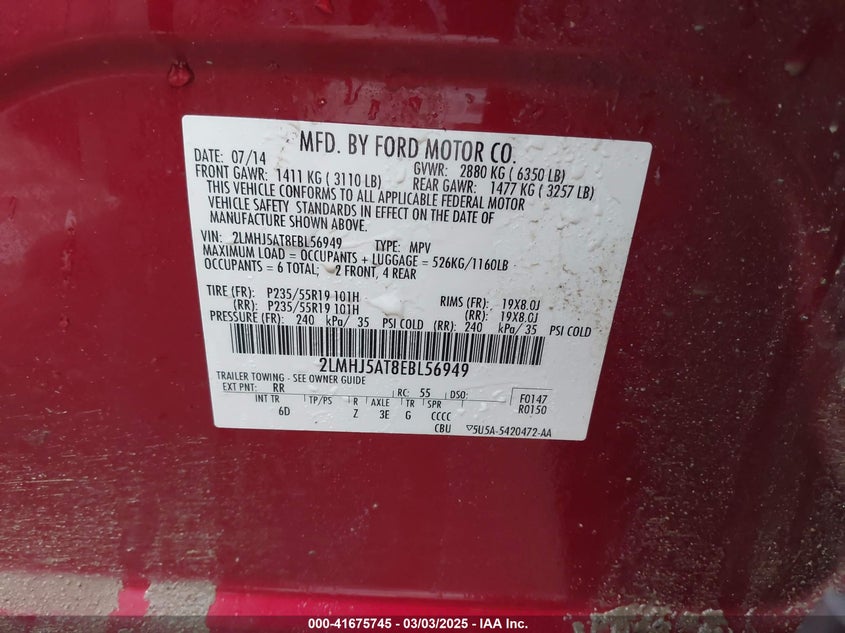 MFD. BY FORD MOTOR CO.
DATE: 07/14 GVWR: 2880 KG ( 6350 LB)
FRONT GAWR: 1411 KG ( 3110 LB) REAR GAWR: 1477 KG ( 3257 LB)
THIS VEHICLE CONFORMS TO ALL APPLICABLE FEDERAL MOTOR
VEHICLE SAFETY STANDARDS IN EFFECT ON THE DATE OF
MANUFACTURE SHOWN ABOVE.
VIN: 2LMHJ5AT8EBL56949 TYPE: MPV
MAXIMUM LOAD = OCCUPANTS + LUGGAGE = 526KG/1160LB
OCCUPANTS = 6 TOTAL; 2 FRONT, 4 REAR
TIRE (FR): P235/55R19 101H RIMS (FR): 19X8.0J
(RR): P235/55R19 101H (RR): 19X8.0J
PRESSURE (FR): 240 kPa/ 35 PSI COLD (RR): 240 kPa/ 35 PSI COLD
2LMHJ5AT8EBL56949
TRAILER TOWING - SEE OWNER GUIDE
EXT PNT: RR RC: 55 DSO: F0147
INT TR TP/PS R AXLE TR SPR R0150
6D Z 3E G CCCC
CBU ▽5U5A-5420472-AA
000-41675745 - 03/03/2025 - IAA Inc.